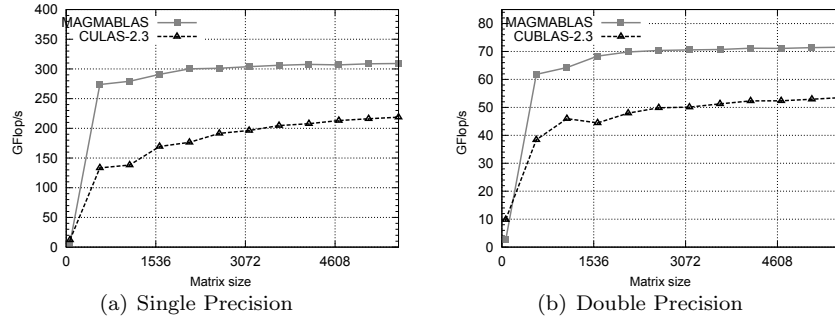 400
350
300
250
200
150
100
50
0
GFlop/s
MAGMABLAS
CULAS-2.3
0 1536 3072 4608
Matrix size
(a) Single Precision
80
70
60
50
40
30
20
10
0
GFlop/s
MAGMABLAS
CUBLAS-2.3
0 1536 3072 4608
Matrix size
(b) Double Precision